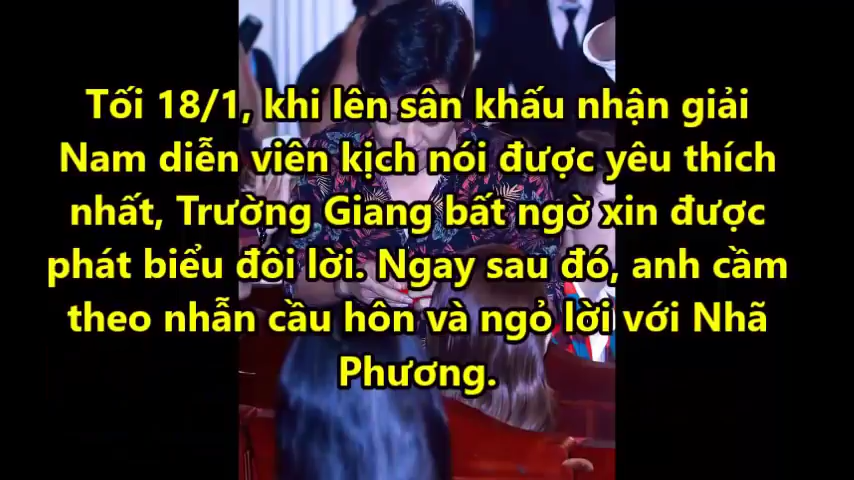 Tối 18/1, khi lên sân khấu nhận giải
Nam diễn viên kịch nói được yêu thích
nhất, Trường Giang bất ngờ xin được
phát biểu đôi lời. Ngay sau đó, anh cầm
theo nhẫn cầu hôn và ngỏ lời với Nhã
Phương.